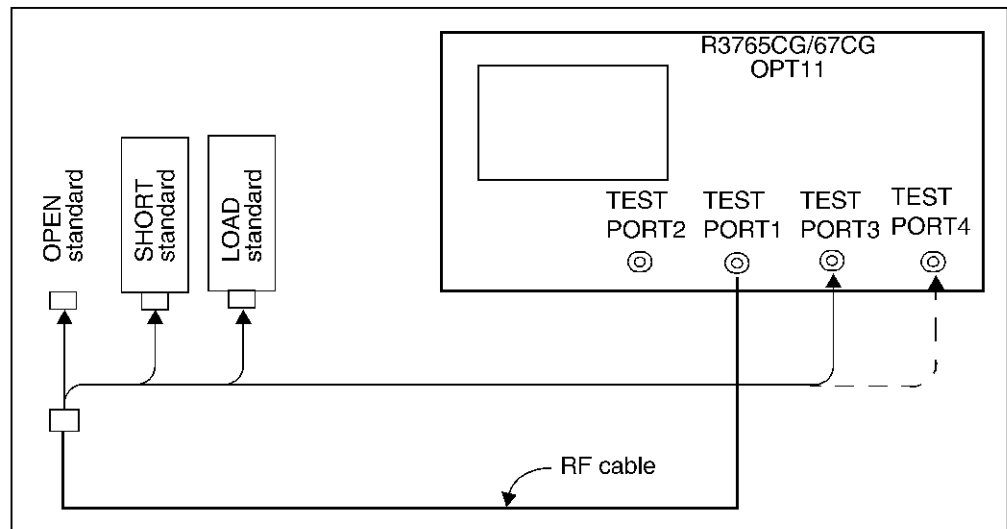 R3765CG/67CG
OPT11
OPEN
standard
SHORT
standard
LOAD
standard
TEST
PORT2
TEST
PORT1
TEST
PORT3
TEST
PORT4
RF cable